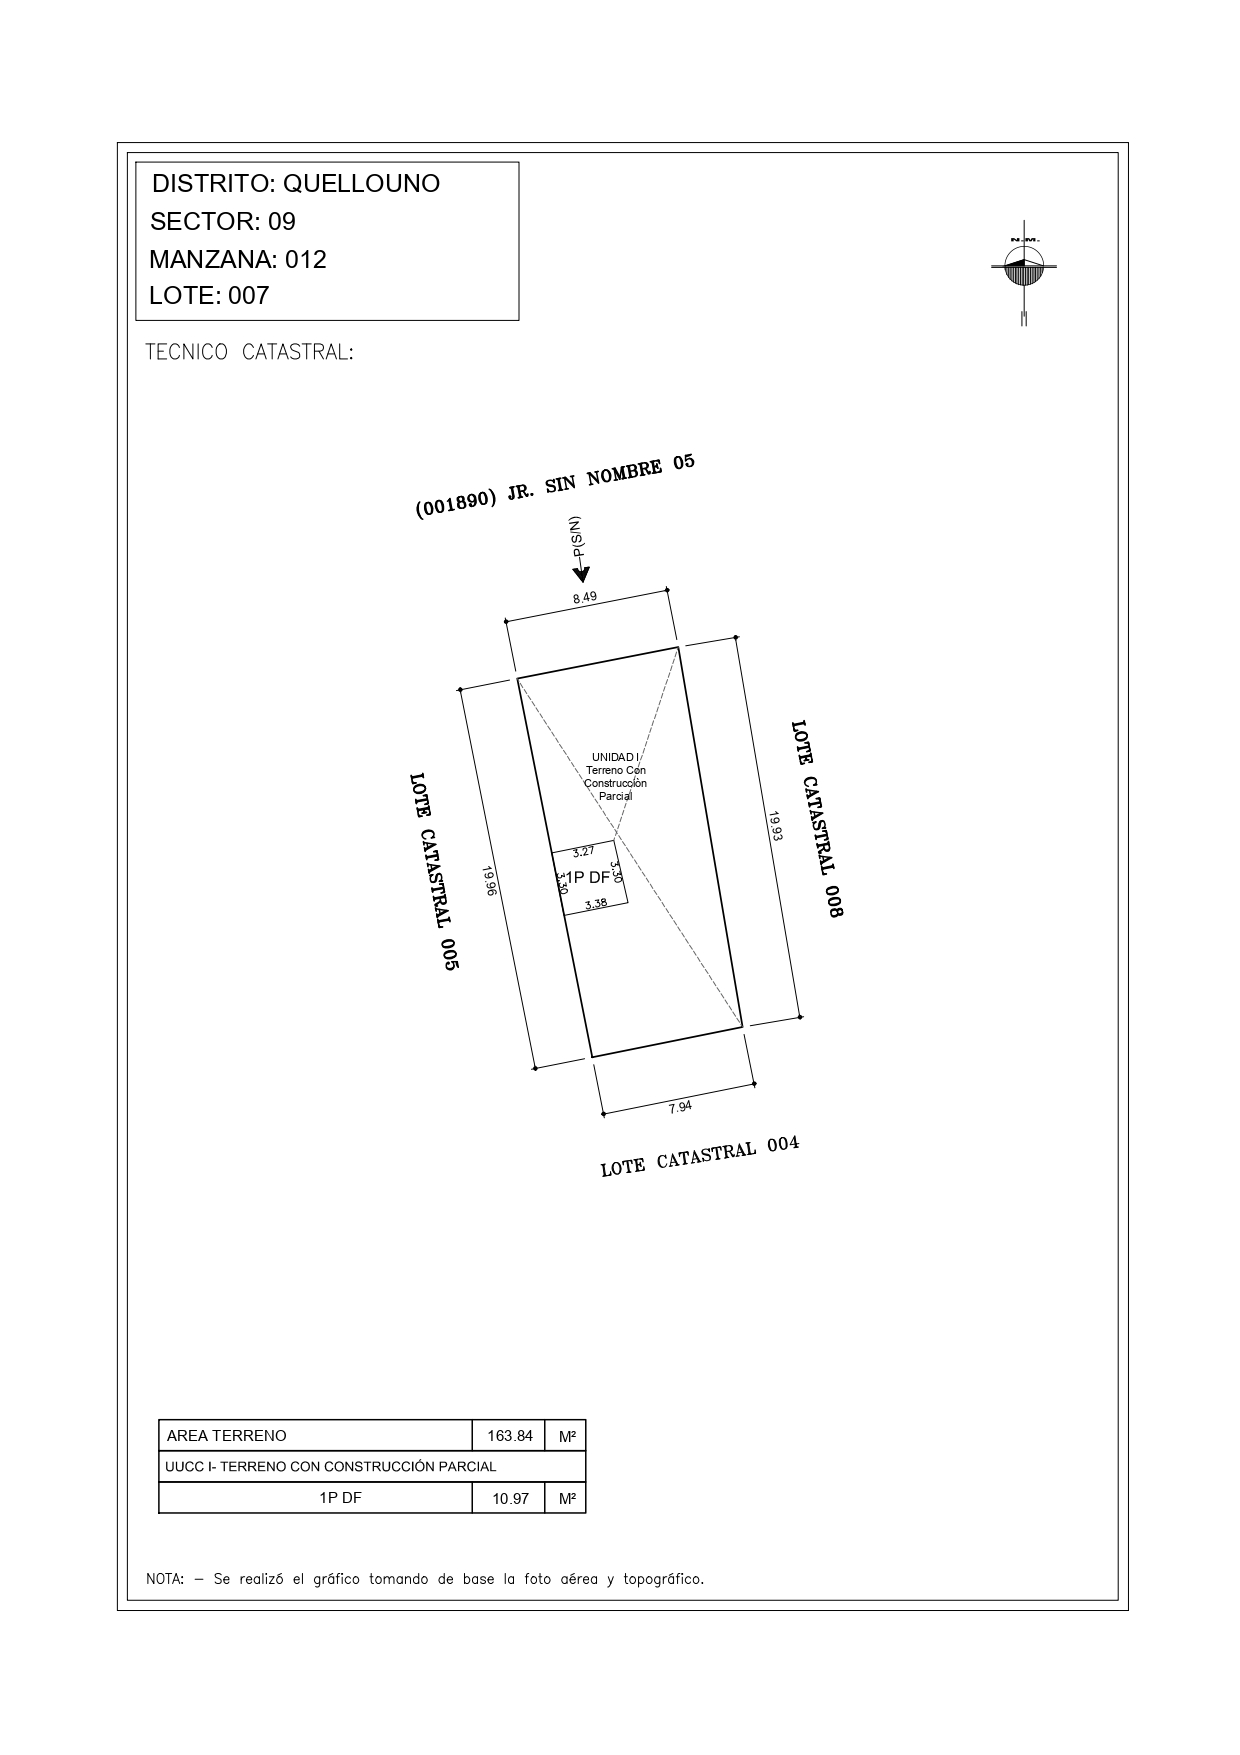 DISTRITO: QUELLOUNO
SECTOR: 09
MANZANA: 012
LOTE: 007
N.M.
TECNICO CATASTRAL:
(001890) JR. SIN NOMBRE 05
P(S/N)
8.49
UNIDAD I
Terreno Con
Construcción
Parcial
LOTE CATASTRAL 005
19.96
19.93
LOTE CATASTRAL 008
3.27
3.30
1P DF
3.30
3.38
7.94
LOTE CATASTRAL 004
AREA TERRENO 163.84 M²
UUCC I- TERRENO CON CONSTRUCCIÓN PARCIAL
1P DF 10.97 M²
NOTA: - Se realizó el gráfico tomando de base la foto aérea y topográfico.